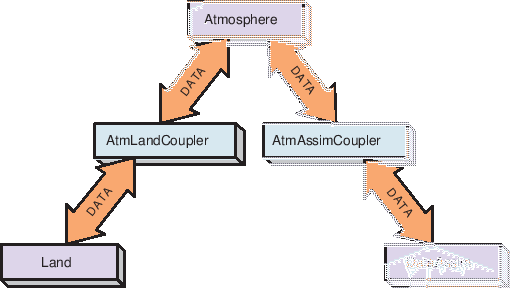 Atmosphere
DATA
DATA
AtmLandCoupler
AtmAssimCoupler
DATA
DATA
Land